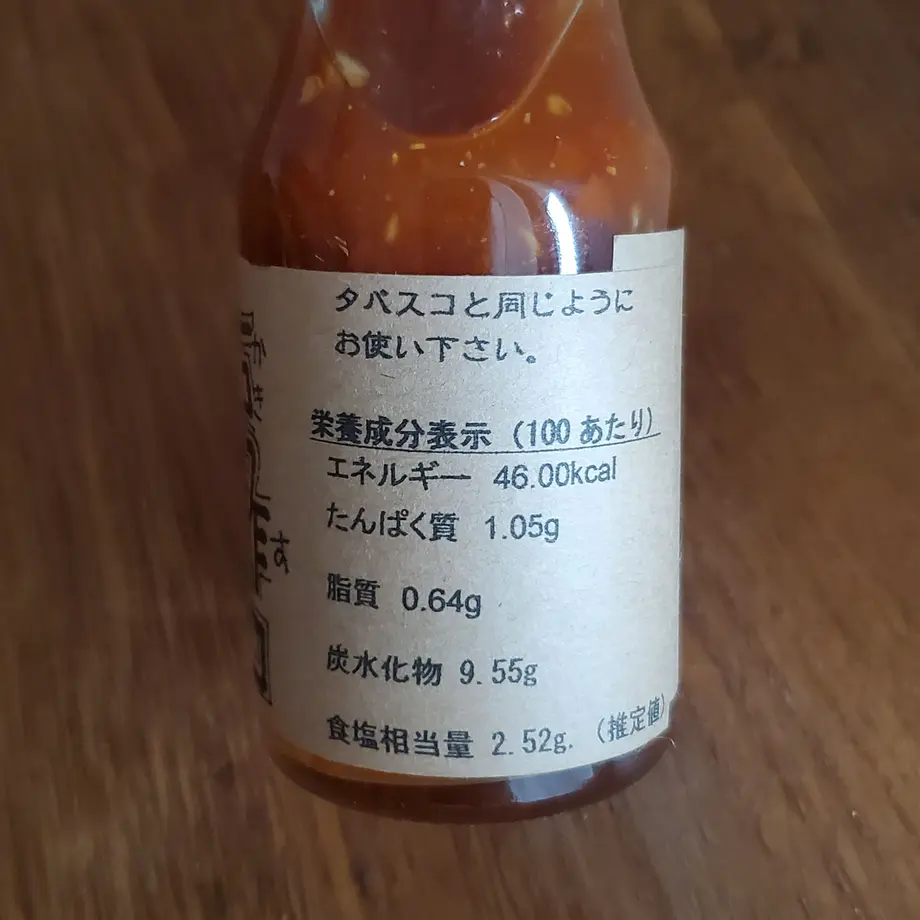 タバスコと同じように
お使い下さい。
栄養成分表示（100あたり）
エネルギー 46.00kcal
たんぱく質 1.05g
脂質 0.64g
炭水化物 9.55g
食塩相当量 2.52g.（推定値）